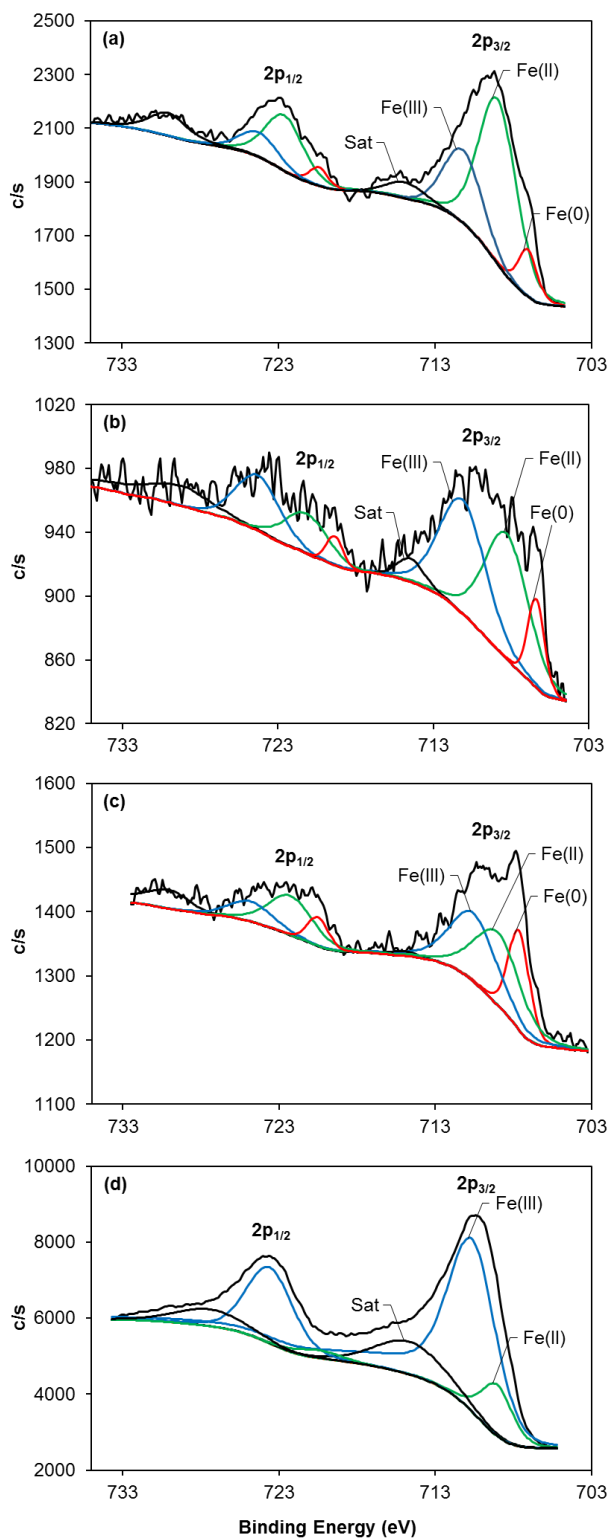 (a)
2p1/2
2p3/2
Fe(II)
Fe(III)
Sat
Fe(0)
c/s
2500
2300
2100
1900
1700
1500
1300
733 723 713 703
(b)
2p1/2
2p3/2
Fe(III)
Fe(II)
Sat
Fe(0)
c/s
1020
980
940
900
860
820
733 723 713 703
(c)
2p1/2
2p3/2
Fe(II)
Fe(III)
Fe(0)
c/s
1600
1500
1400
1300
1200
1100
733 723 713 703
(d)
2p1/2
2p3/2
Fe(III)
Sat
Fe(II)
c/s
10000
8000
6000
4000
2000
733 723 713 703
Binding Energy (eV)